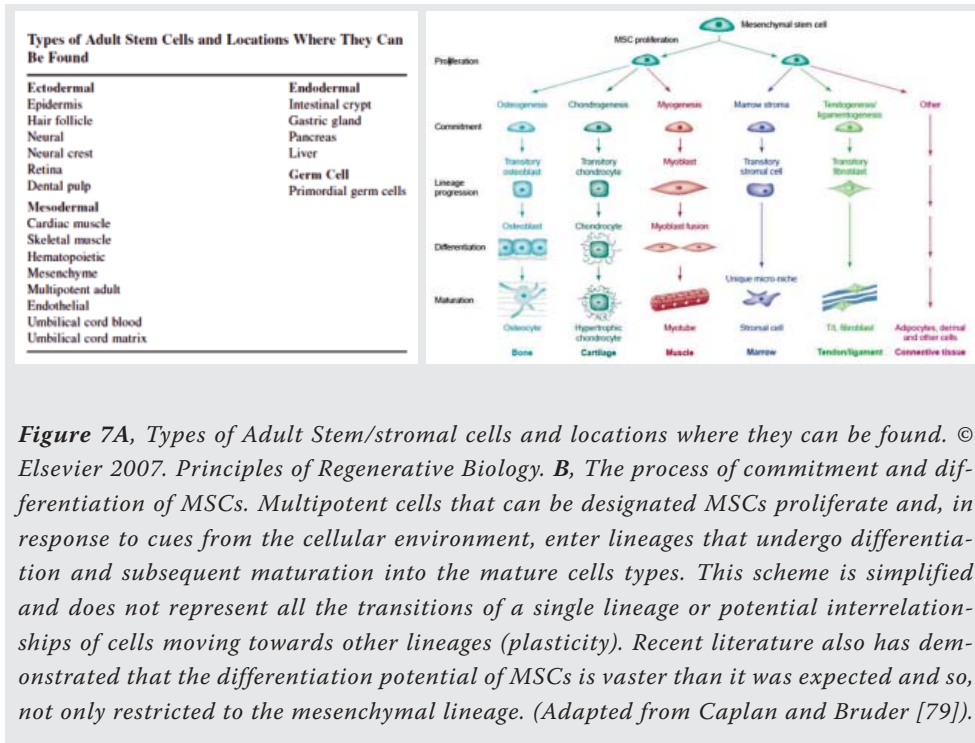 Types of Adult Stem Cells and Locations Where They Can
Be Found
Ectodermal
Epidermis
Hair follicle
Neural
Neural crest
Retina
Dental pulp
Mesodermal
Cardiac muscle
Skeletal muscle
Hematopoietic
Mesenchyme
Multipotent adult
Endothelial
Umbilical cord blood
Umbilical cord matrix
Endodermal
Intestinal crypt
Gastric gland
Pancreas
Liver
Germ Cell
Primordial germ cells
Mesenchymal stem cell
MSC proliferation
Proliferation
Osteogenesis Chondrogenesis Myogenesis Marrow stroma Tendogenesis/ Other
ligamentogenesis
Commitment
Transitory Transitory Myoblast Transitory Transitory
osteoblast chondrocyte stromal cell fibroblast
Lineage
progression
Osteoblast Chondrocyte Myoblast fusion
Differentiation
Unique micro-niche
Maturation
Osteocyte Hypertrophic Myotube Stromal cell T/L fibroblast Adipocytes, dermal
chondrocyte and other cells
Bone Cartilage Muscle Marrow Tendon/ligament Connective tissue
Figure 7A, Types of Adult Stem/stromal cells and locations where they can be found. ©
Elsevier 2007. Principles of Regenerative Biology. B, The process of commitment and dif-
ferentiation of MSCs. Multipotent cells that can be designated MSCs proliferate and, in
response to cues from the cellular environment, enter lineages that undergo differentia-
tion and subsequent maturation into the mature cells types. This scheme is simplified
and does not represent all the transitions of a single lineage or potential interrelation-
ships of cells moving towards other lineages (plasticity). Recent literature also has dem-
onstrated that the differentiation potential of MSCs is vaster than it was expected and so,
not only restricted to the mesenchymal lineage. (Adapted from Caplan and Bruder [79]).